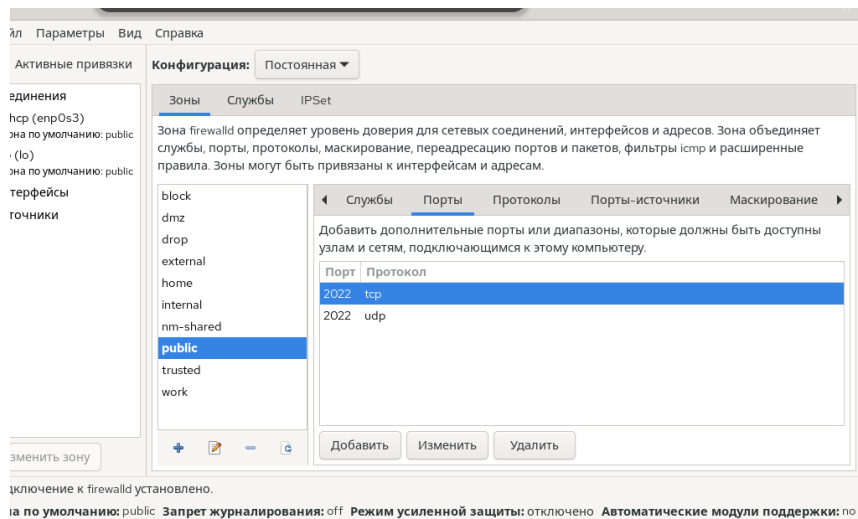 йл Параметры Вид Справка
Активные привязки
Конфигурация: Постоянная
единения
hcp (enp0s3)
она по умолчанию: public
(lo)
она по умолчанию: public
терфейсы
точники
зменить зону
Зоны Службы IPSet
Зона firewalld определяет уровень доверия для сетевых соединений, интерфейсов и адресов. Зона объединяет
службы, порты, протоколы, маскирование, переадресацию портов и пакетов, фильтры icmp и расширенные
правила. Зоны могут быть привязаны к интерфейсам и адресам.
block
dmz
drop
external
home
internal
nm-shared
public
trusted
work
Службы Порты Протоколы Порты-источники Маскирование
Добавить дополнительные порты или диапазоны, которые должны быть доступны
узлам и сетям, подключающимся к этому компьютеру.
Порт Протокол
2022 tcp
2022 udp
Добавить Изменить Удалить
дключение к firewalld установлено.
на по умолчанию: public Запрет журналирования: off Режим усиленной защиты: отключено Автоматические модули поддержки: no